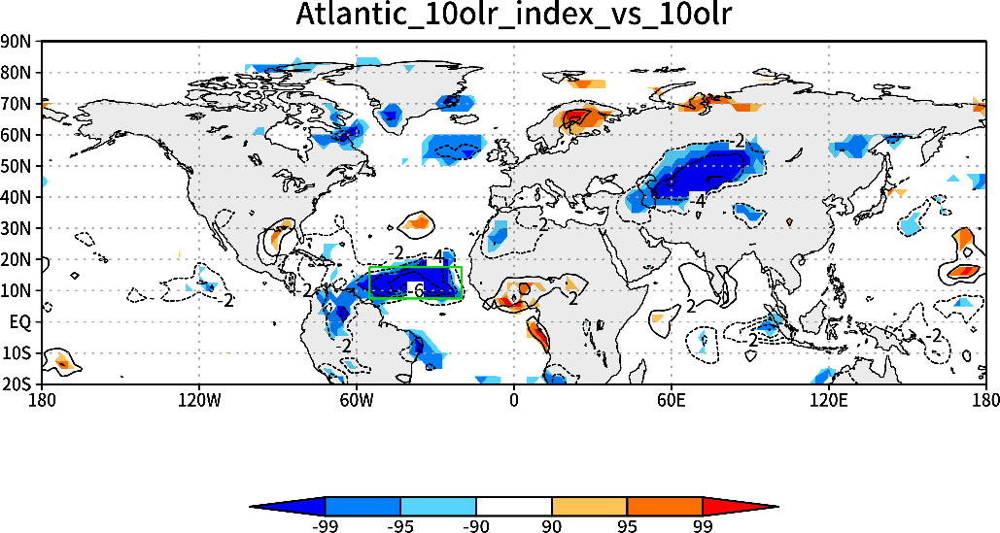 Atlantic_10olr_index_vs_10olr
90N
80N
70N
60N
50N
40N
30N
20N
10N
EQ
10S
20S
2
-4
-2
-2
-4
-2
-6
-2
2
2
-2
2
-2
180
120W
60W
0
60E
120E
180
-99
-95
-90
90
95
99